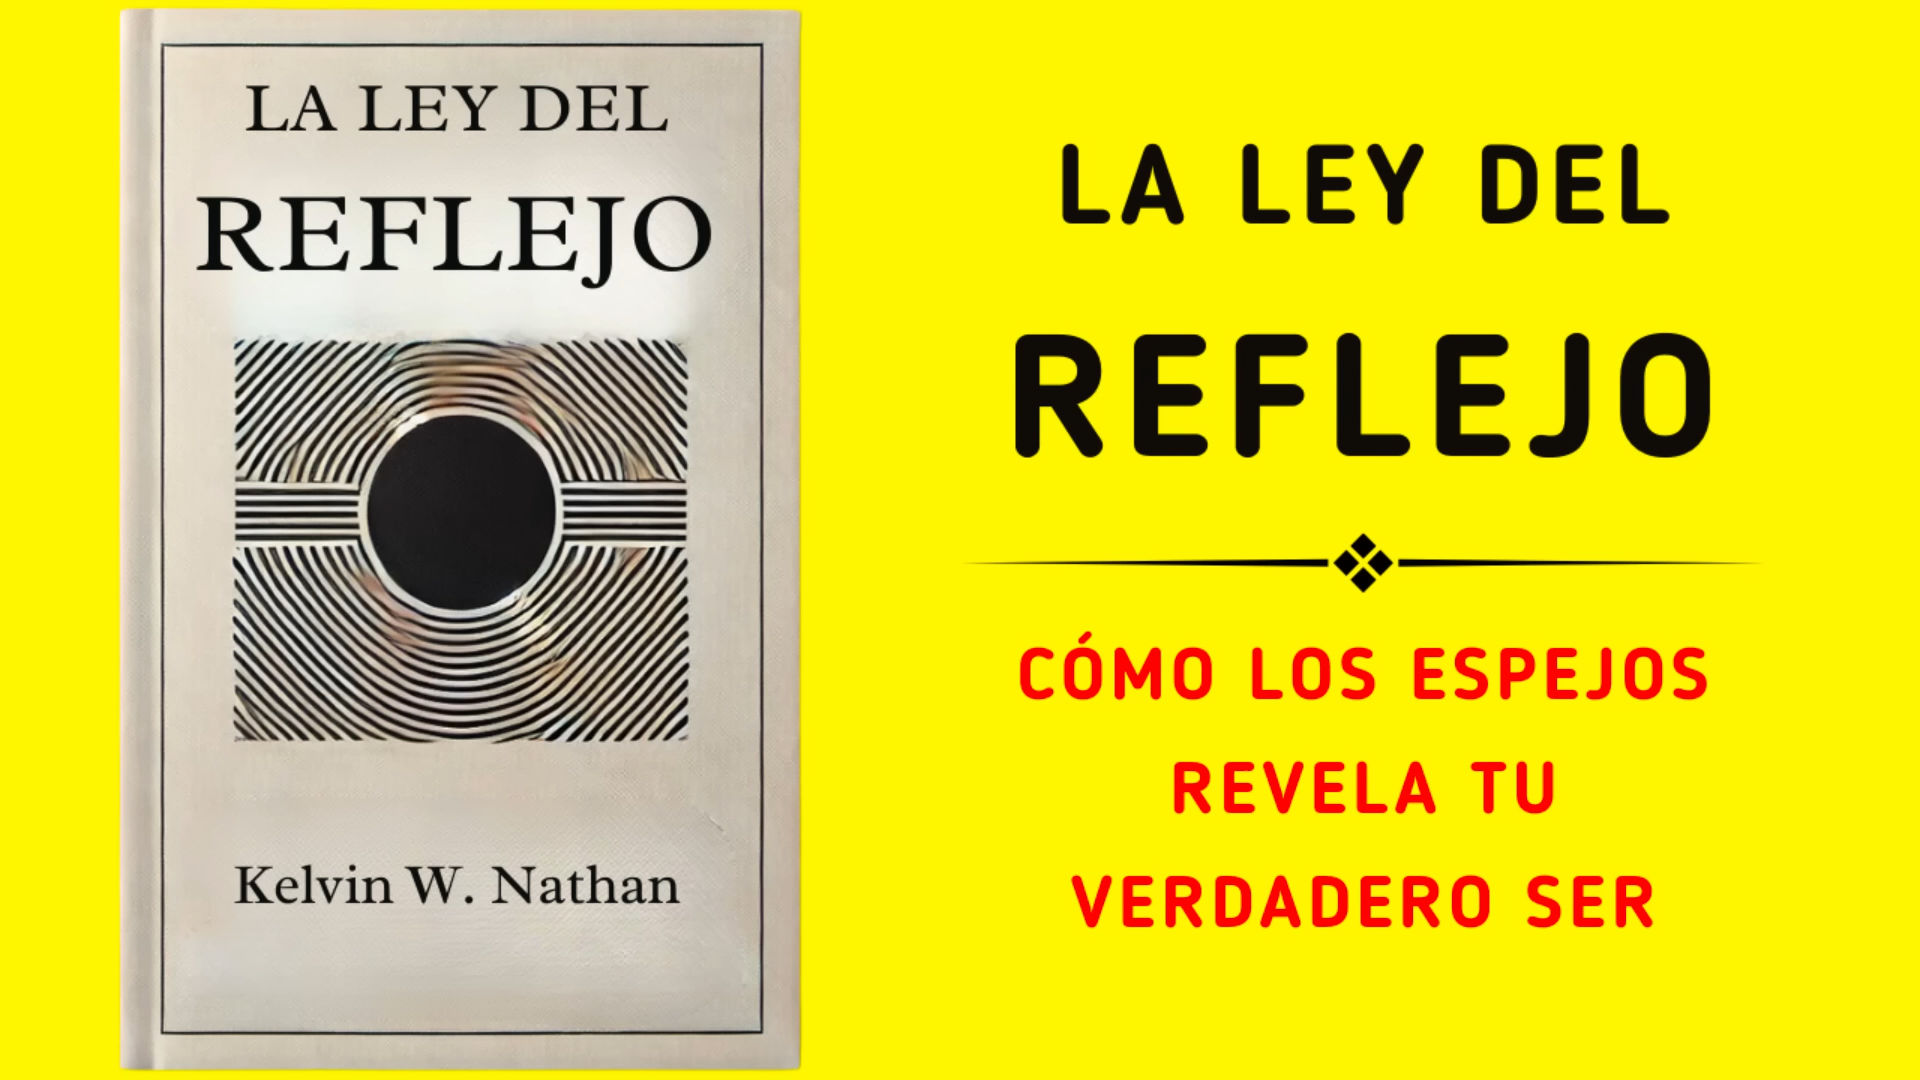 LA LEY DEL
REFLEJO
Kelvin W. Nathan
LA LEY DEL
REFLEJO
CÓMO LOS ESPEJOS
REVELA TU
VERDADERO SER